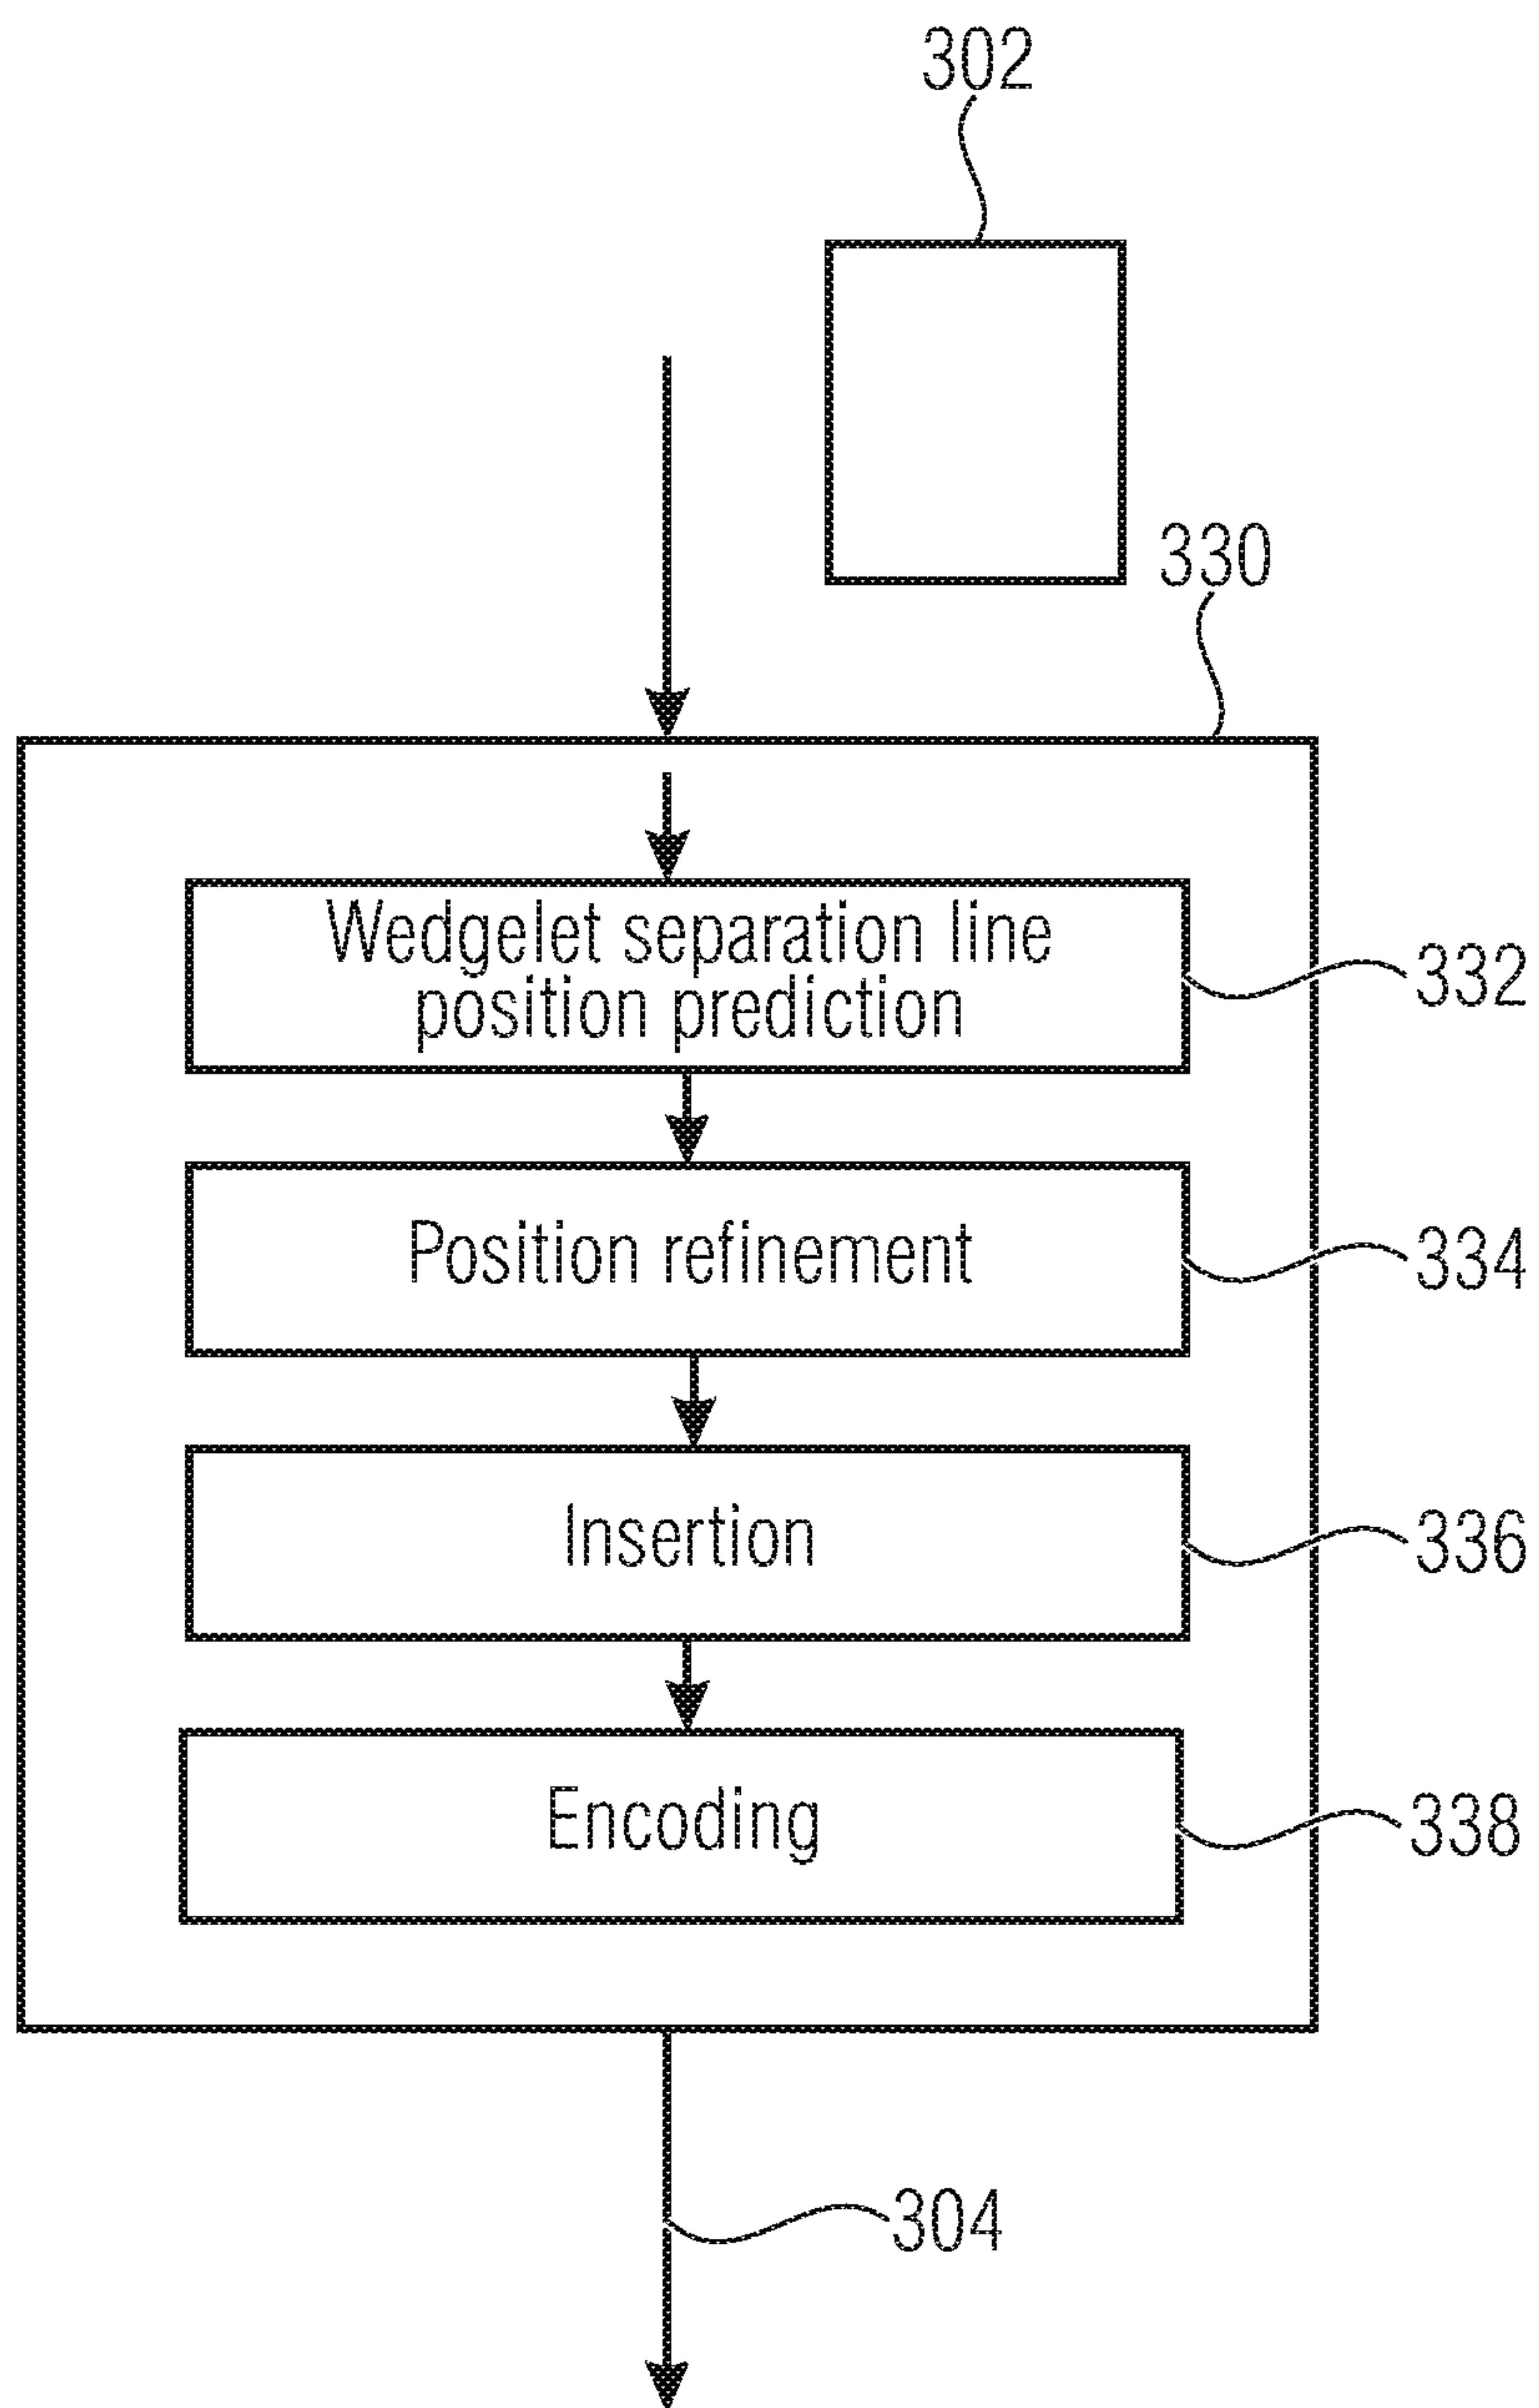 302
330
Wedgelet separation line
position prediction
332
Position refinement
334
Insertion
336
Encoding
338
304